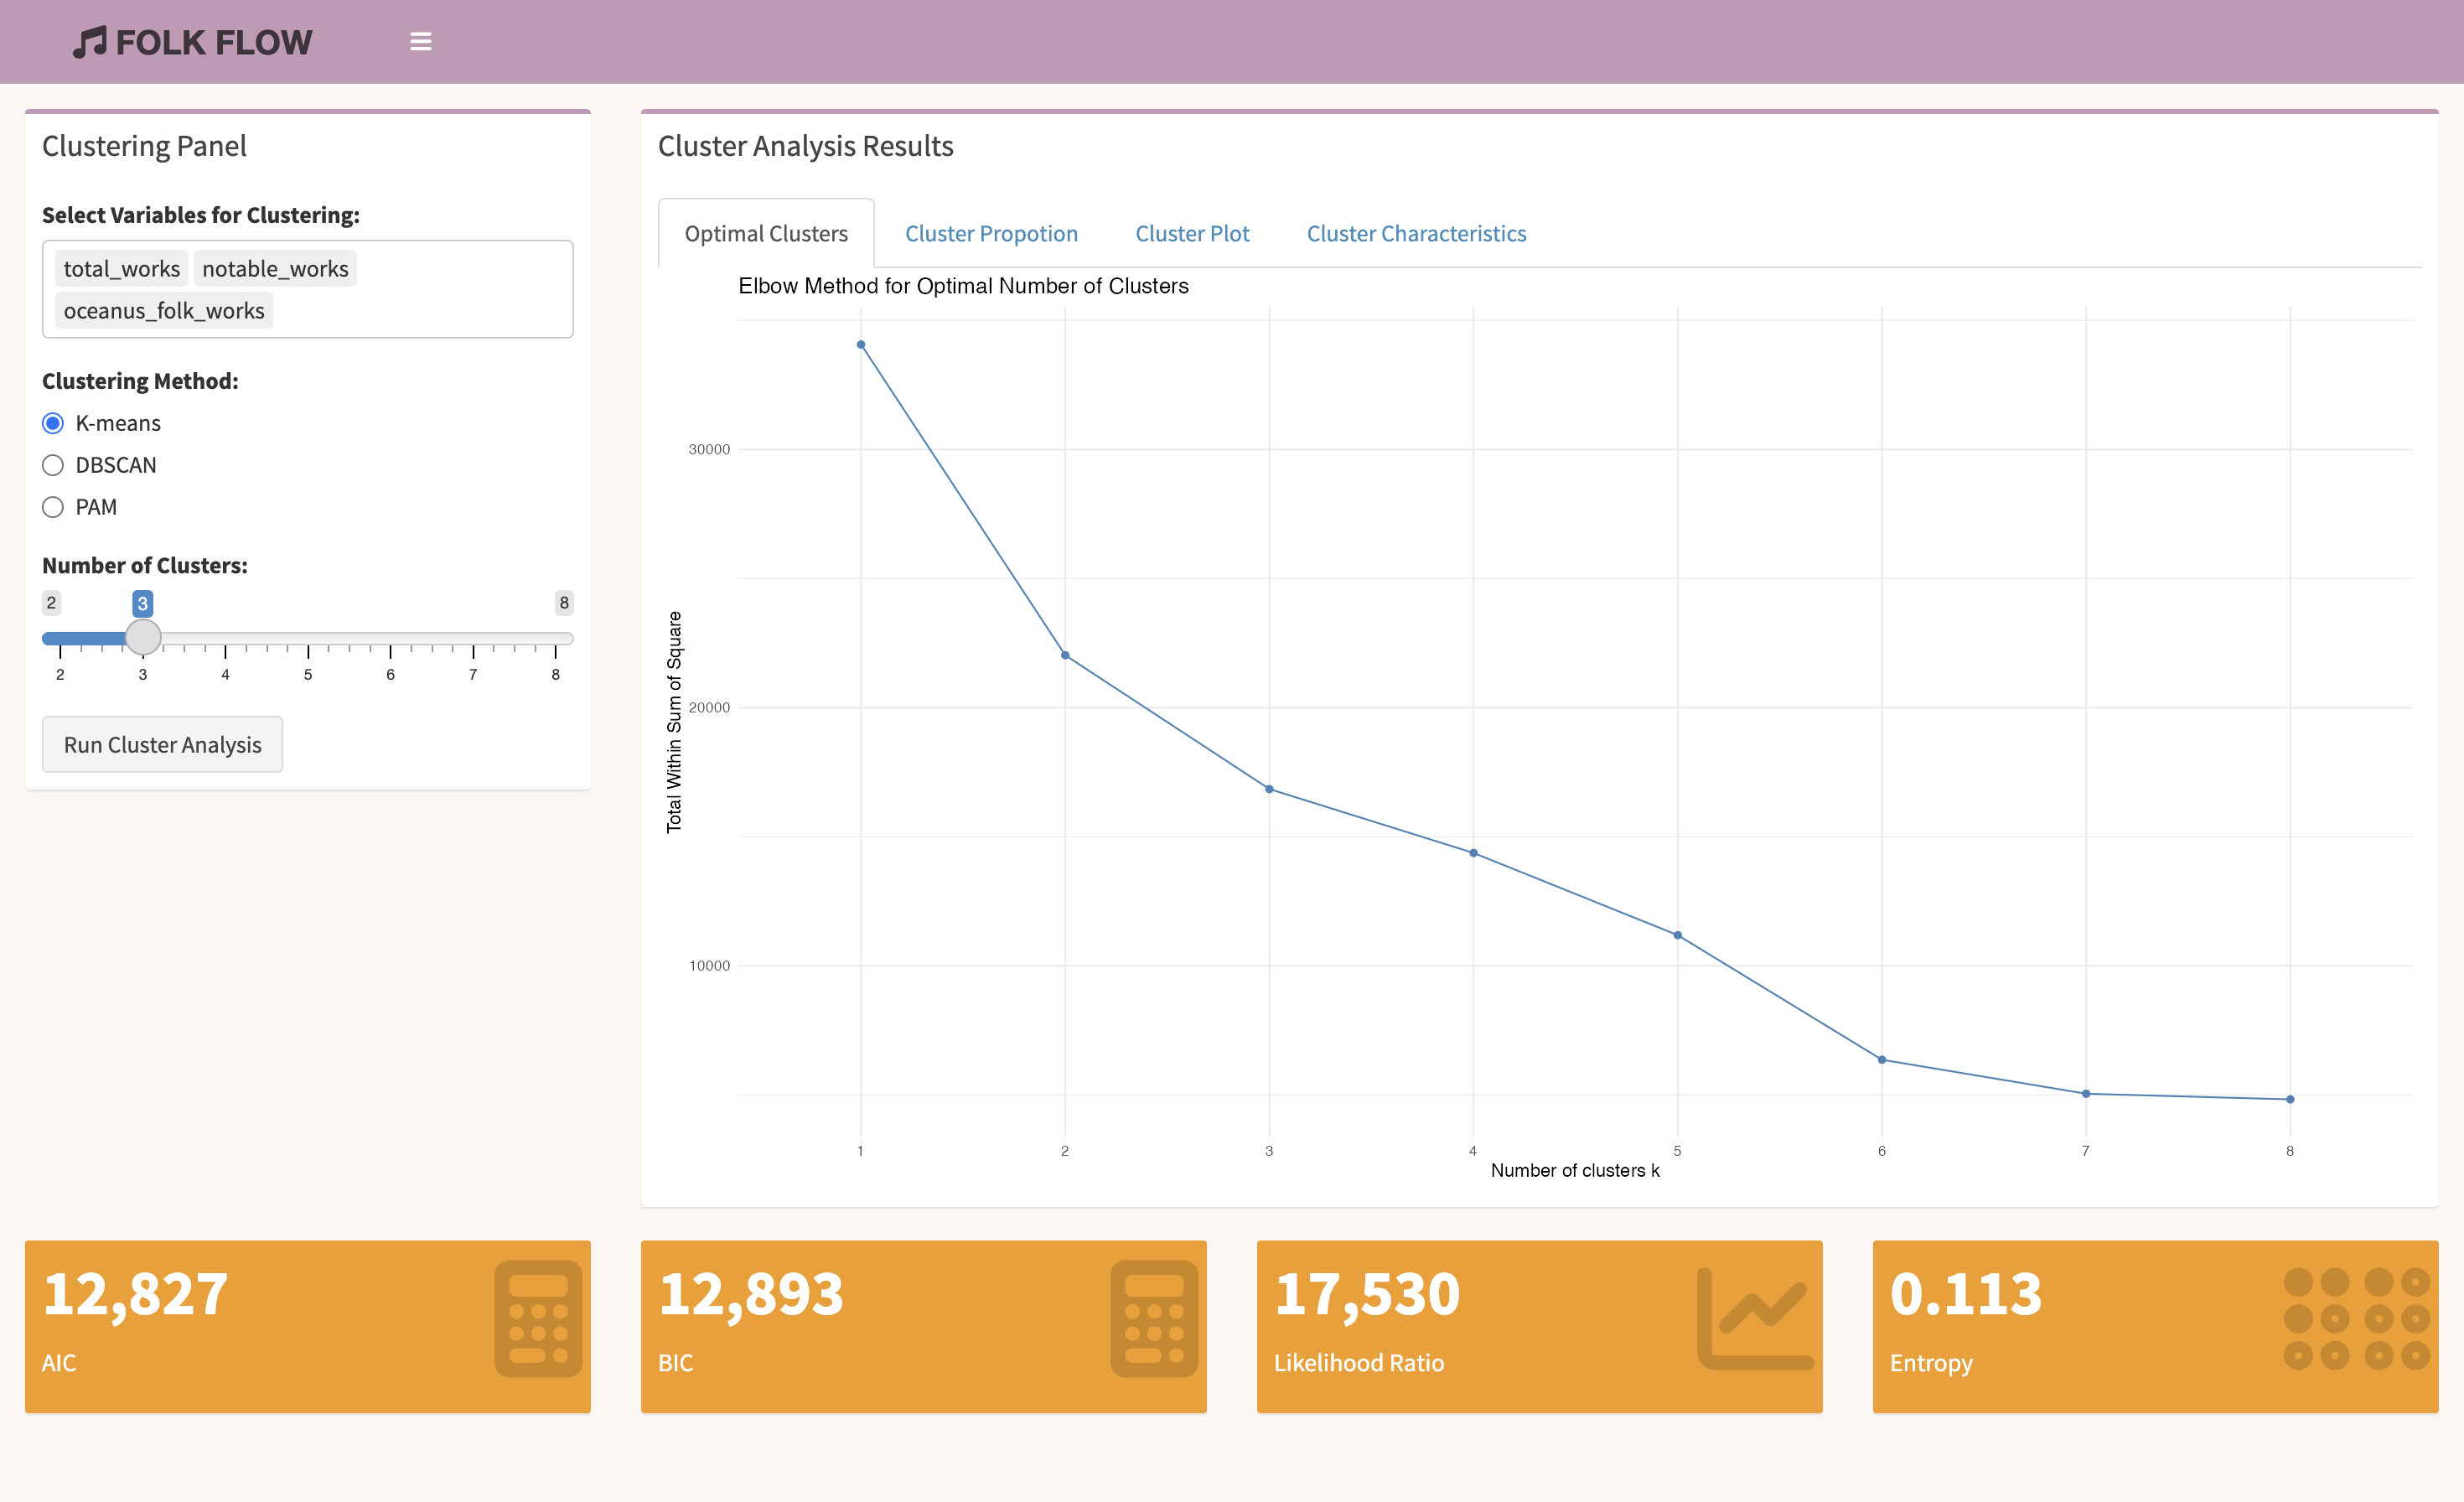 FOLK FLOW
Clustering Panel
Select Variables for Clustering:
total_works notable_works
oceanus_folk_works
Clustering Method:
K-means
DBSCAN
PAM
Number of Clusters:
2 3 8
2 3 4 5 6 7 8
Run Cluster Analysis
Cluster Analysis Results
Optimal Clusters Cluster Propotion Cluster Plot Cluster Characteristics
Elbow Method for Optimal Number of Clusters
Total Within Sum of Square
30000
20000
10000
1 2 3 4 5 6 7 8
Number of clusters k
12,827
AIC
12,893
BIC
17,530
Likelihood Ratio
0.113
Entropy